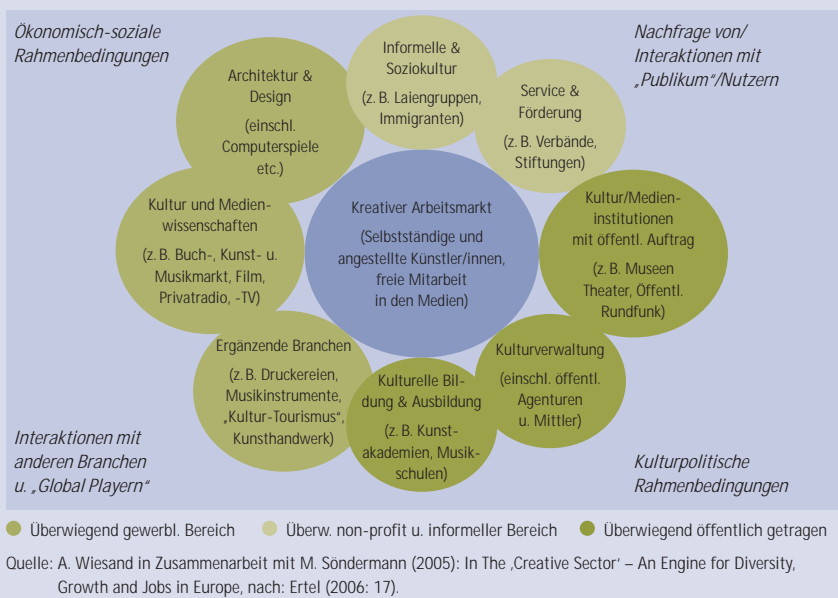 Ökonomisch-soziale
Rahmenbedingungen
Nachfrage von/
Interaktionen mit
„Publikum“/Nutzern
Informelle &
Soziokultur
(z. B. Laiengruppen,
Immigranten)
Architektur &
Design
(einschl.
Computerspiele
etc.)
Service &
Förderung
(z. B. Verbände,
Stiftungen)
Kultur und Medien-
wissenschaften
(z. B. Buch-, Kunst- u.
Musikmarkt, Film,
Privatradio, -TV)
Kreativer Arbeitsmarkt
(Selbstständige und
angestellte Künstler/innen,
freie Mitarbeit
in den Medien)
Kultur/Medien-
institutionen
mit öffentl. Auftrag
(z. B. Museen
Theater, Öffentl.
Rundfunk)
Ergänzende Branchen
(z. B. Druckereien,
Musikinstrumente,
„Kultur-Tourismus“,
Kunsthandwerk)
Kulturelle Bil-
dung & Ausbildung
(z. B. Kunst-
akademien, Musik-
schulen)
Kulturverwaltung
(einschl. öffentl.
Agenturen
u. Mittler)
Interaktionen mit
anderen Branchen
u. „Global Playern“
Kulturpolitische
Rahmenbedingungen
Überwiegend gewerbl. Bereich
Überw. non-profit u. informeller Bereich
Überwiegend öffentlich getragen
Quelle: A. Wiesand in Zusammenarbeit mit M. Söndermann (2005): In The ‚Creative Sector‘ – An Engine for Diversity,
Growth and Jobs in Europe, nach: Ertel (2006: 17).